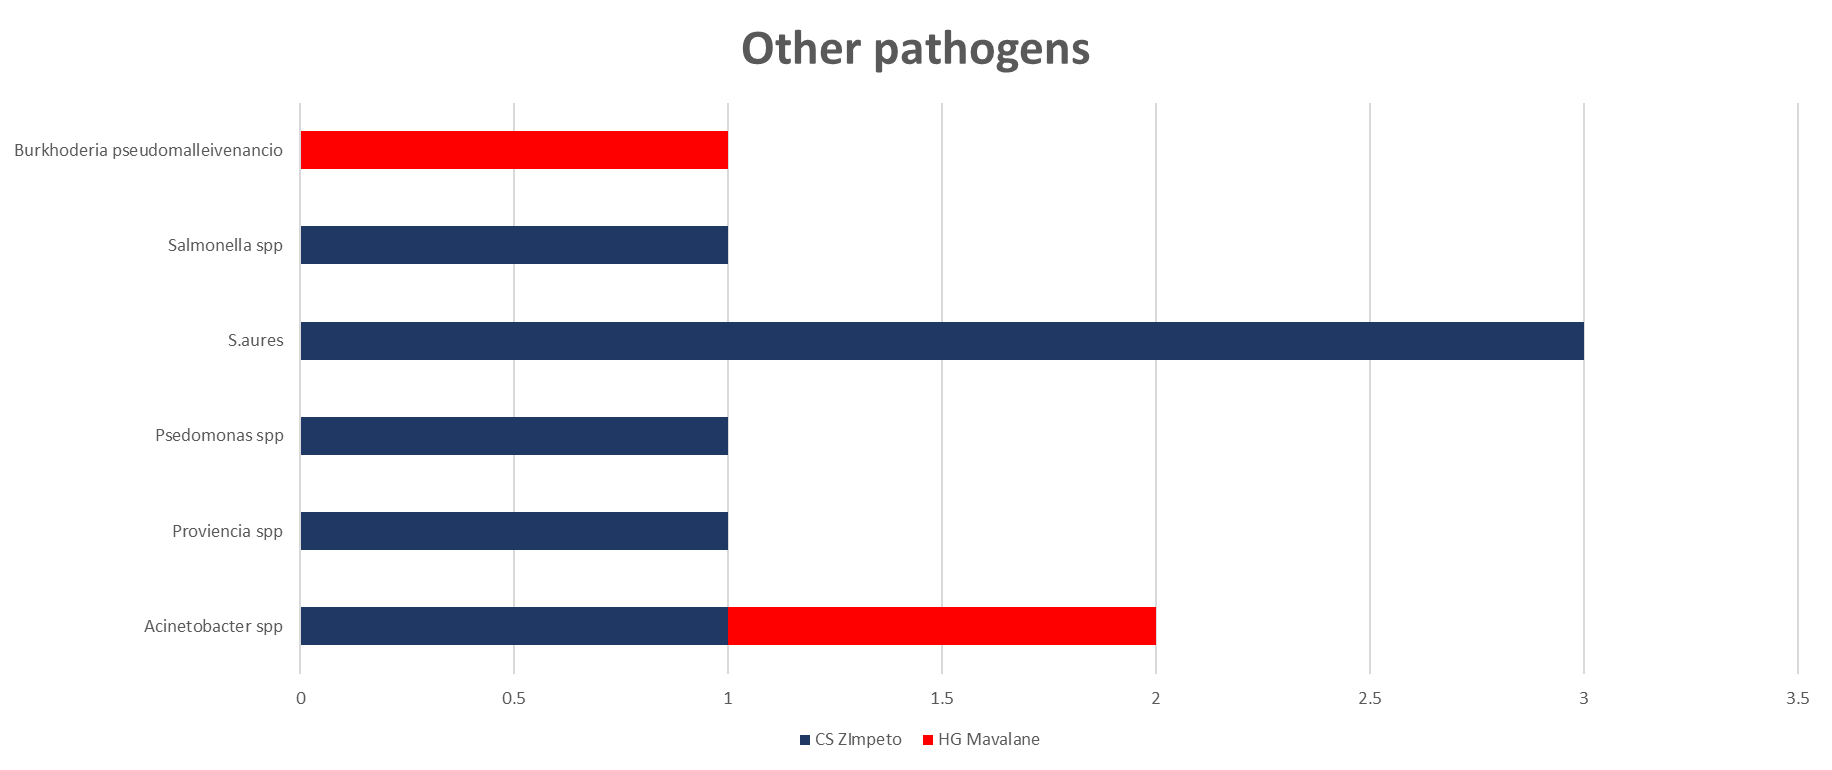 Other pathogens
Burkhoderia pseudomalleivenancio
Salmonella spp
S.aures
Psedomonas spp
Proviencia spp
Acinetobacter spp
0 0.5 1 1.5 2 2.5 3 3.5
CS ZImpeto HG Mavalane